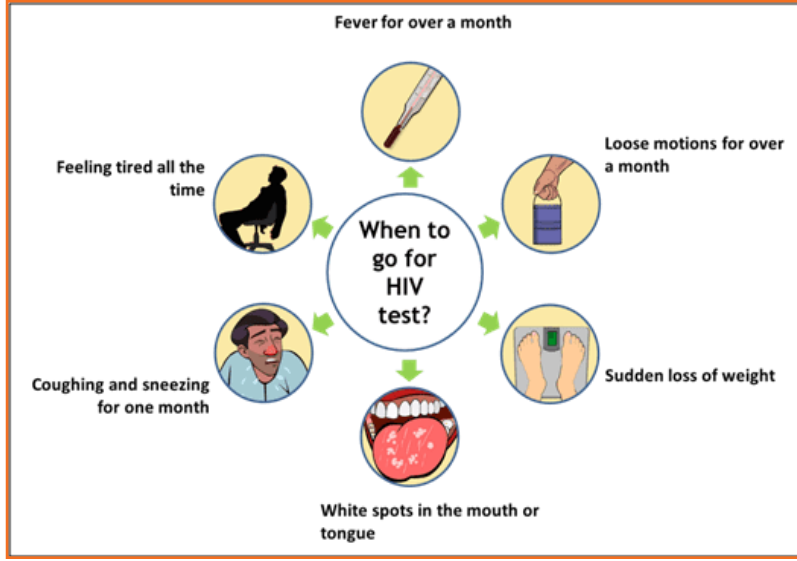 Fever for over a month
Loose motions for over
a month
Feeling tired all the
time
When to
go for
HIV
test?
Sudden loss of weight
Coughing and sneezing
for one month
White spots in the mouth or
tongue